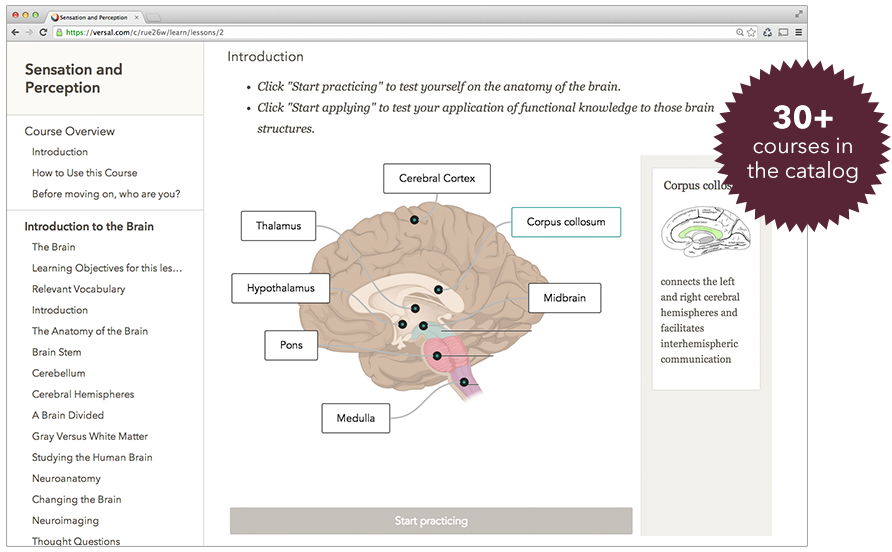 Sensation and Perception
https://versal.com/c/rue26w/learn/lessons/2
Sensation and
Perception
Course Overview
Introduction
How to Use this Course
Before moving on, who are you?
Introduction to the Brain
The Brain
Learning Objectives for this les...
Relevant Vocabulary
Introduction
The Anatomy of the Brain
Brain Stem
Cerebellum
Cerebral Hemispheres
A Brain Divided
Gray Versus White Matter
Studying the Human Brain
Neuroanatomy
Changing the Brain
Neuroimaging
Thought Questions
Introduction
• Click "Start practicing" to test yourself on the anatomy of the brain.
• Click "Start applying" to test your application of functional knowledge to those brain
structures.
Cerebral Cortex
Thalamus
Corpus collosum
Hypothalamus
Midbrain
Pons
Medulla
Start practicing
30+
courses in
the catalog
Corpus collos
connects the left
and right cerebral
hemispheres and
facilitates
interhemispheric
communication